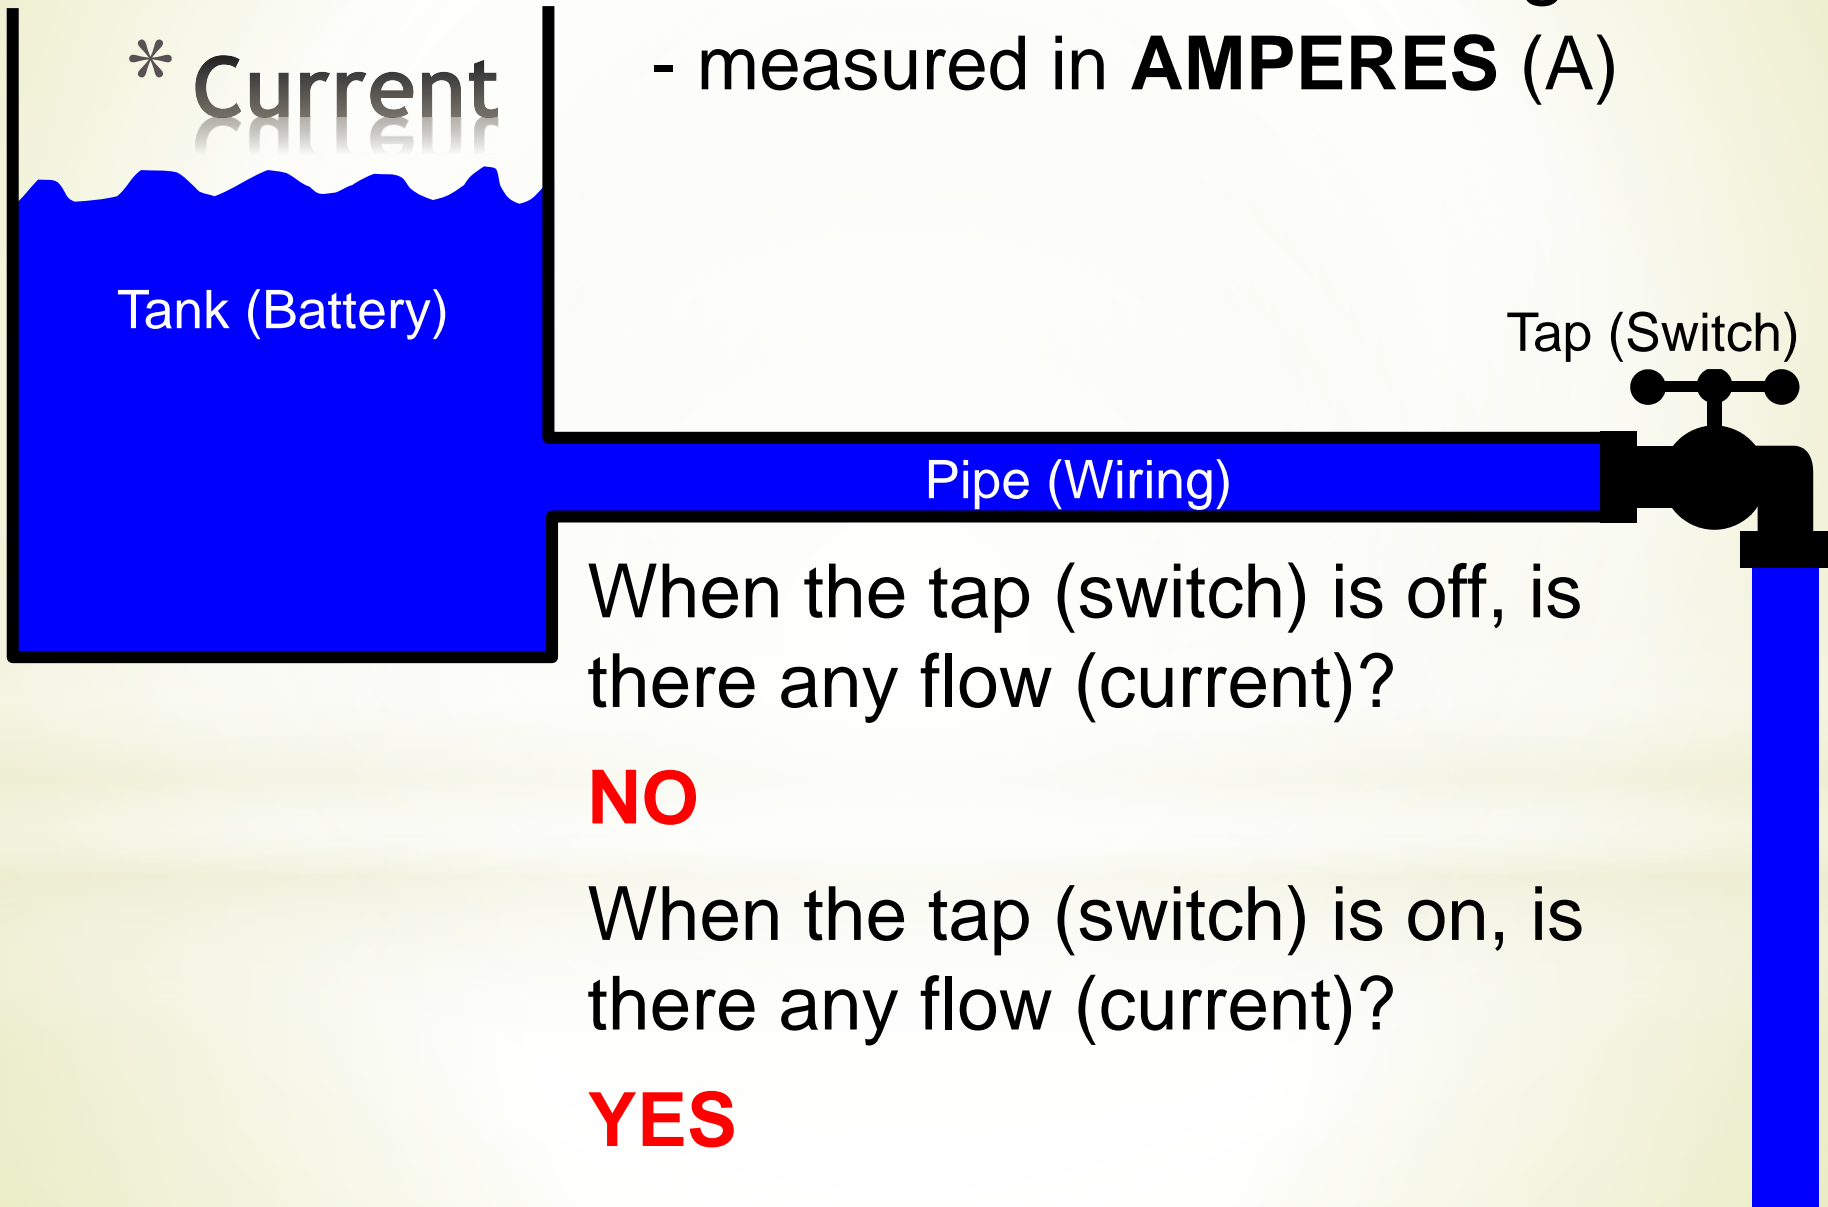 * Current
- measured in AMPERES (A)
Tank (Battery)
Tap (Switch)
Pipe (Wiring)
When the tap (switch) is off, is
there any flow (current)?
NO
When the tap (switch) is on, is
there any flow (current)?
YES